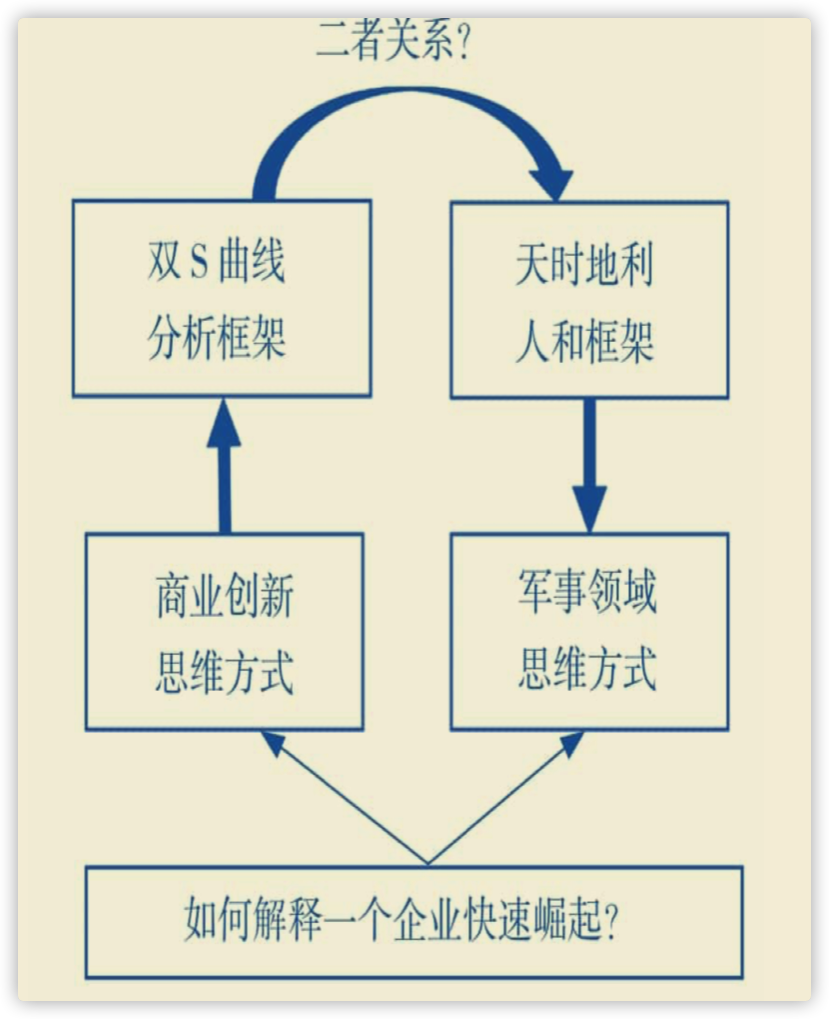 二者关系?
双S曲线
分析框架
天时地利
人和框架
商业创新
思维方式
军事领域
思维方式
如何解释一个企业快速崛起?